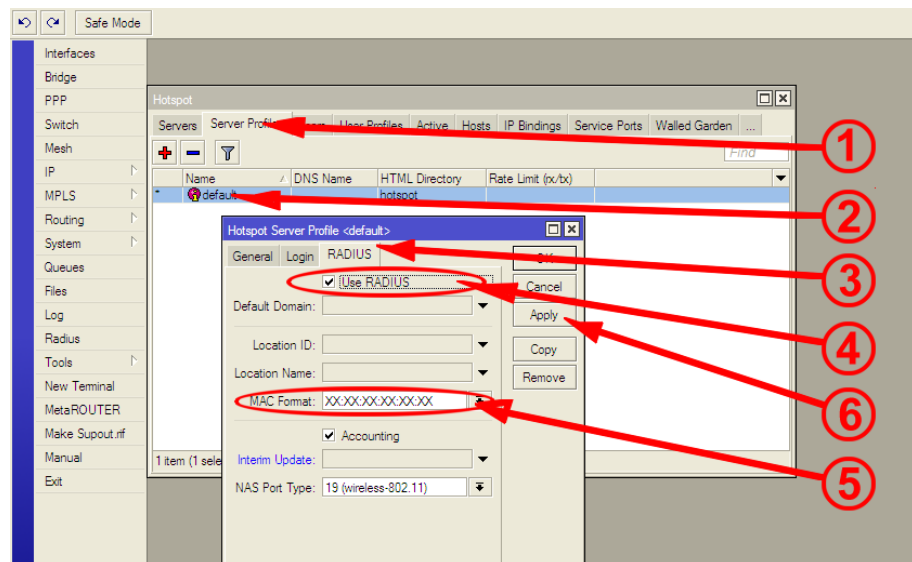 Safe Mode
Interfaces
Bridge
PPP
Switch
Mesh
IP
MPLS
Routing
System
Queues
Files
Log
Radius
Tools
New Terminal
MetaROUTER
Make Supout.rif
Manual
Exit
Hotspot
Servers Server Profiles User Profiles Active Hosts IP Bindings Service Ports Walled Garden ...
Find
Name DNS Name HTML Directory Rate Limit (rx/tx)
* default hotspot
Hotspot Server Profile <default>
General Login RADIUS
OK
Use RADIUS
Cancel
Default Domain:
Apply
Location ID:
Copy
Location Name:
Remove
MAC Format: XX:XX:XX:XX:XX:XX
Accounting
Interim Update:
NAS Port Type: 19 (wireless-802.11)
1 item (1 sele
1
2
3
4
6
5